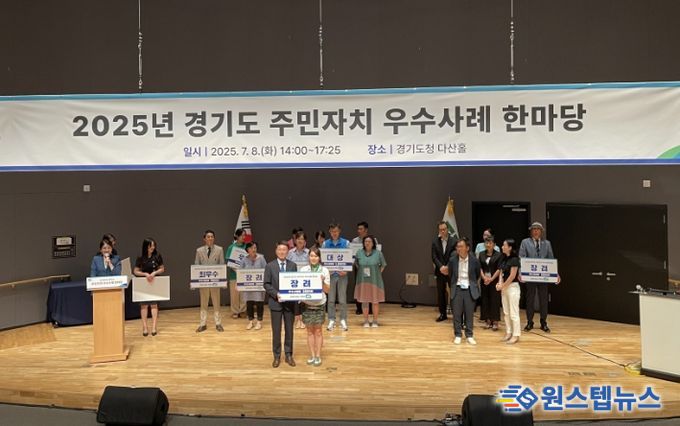 2025년 경기도 주민자치 우수사례 한마당
일시 | 2025. 7. 8.(화) 14:00~17:25 장소 | 경기도청 다산홀
최우수
장려
대상
장려
장려
원스텝뉴스